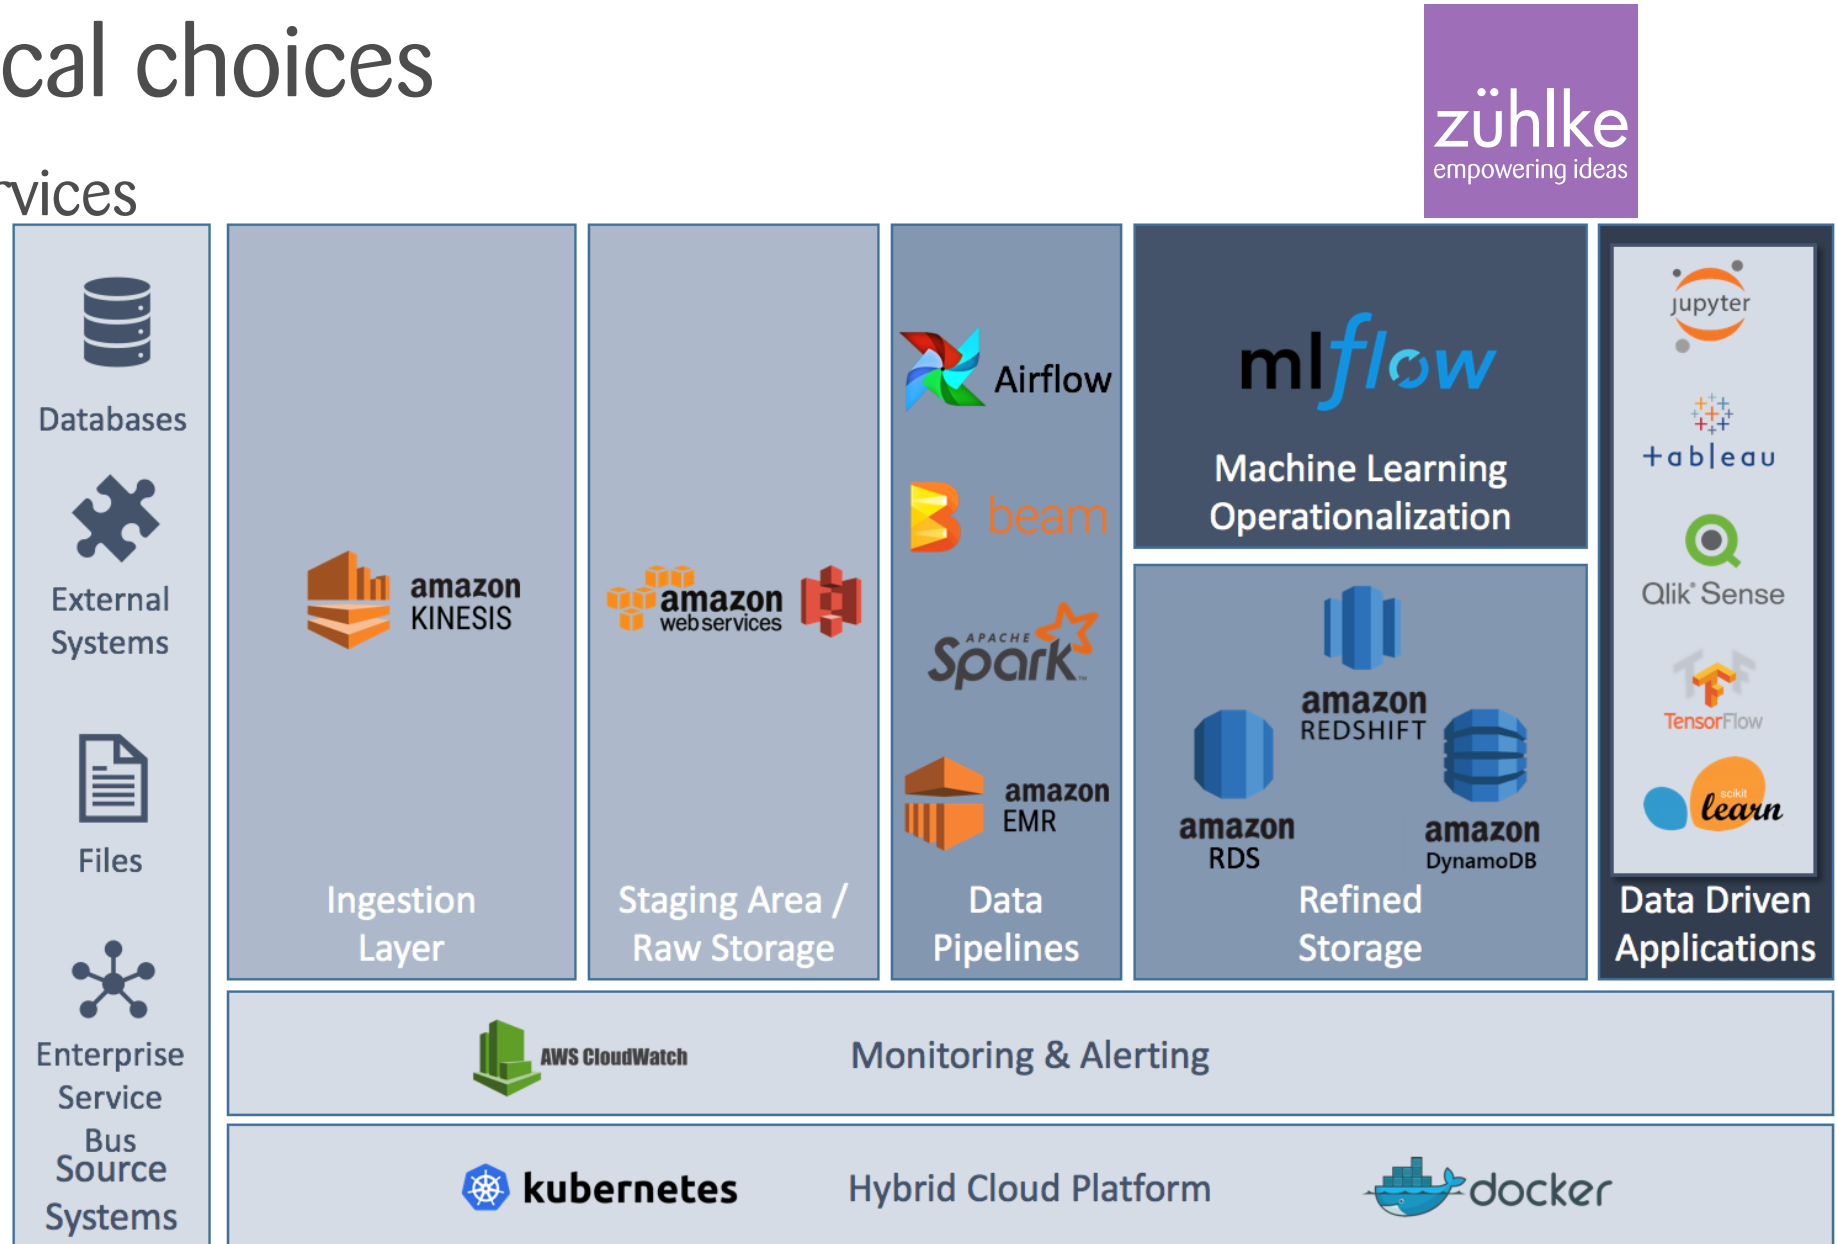 cal choices
vices
zühlke
empowering ideas
Databases
External
Systems
Files
Enterprise
Service
Bus
Source
Systems
amazon
KINESIS
Ingestion
Layer
amazon
webservices
Staging Area /
Raw Storage
Airflow
beam
APACHE
Spark™
amazon
EMR
Data
Pipelines
mlflow
Machine Learning
Operationalization
amazon
REDSHIFT
amazon
RDS
amazon
DynamoDB
Refined
Storage
jupyter
+ableau
Qlik® Sense
TensorFlow
scikit
learn
Data Driven
Applications
AWS CloudWatch
Monitoring & Alerting
kubernetes
Hybrid Cloud Platform
docker